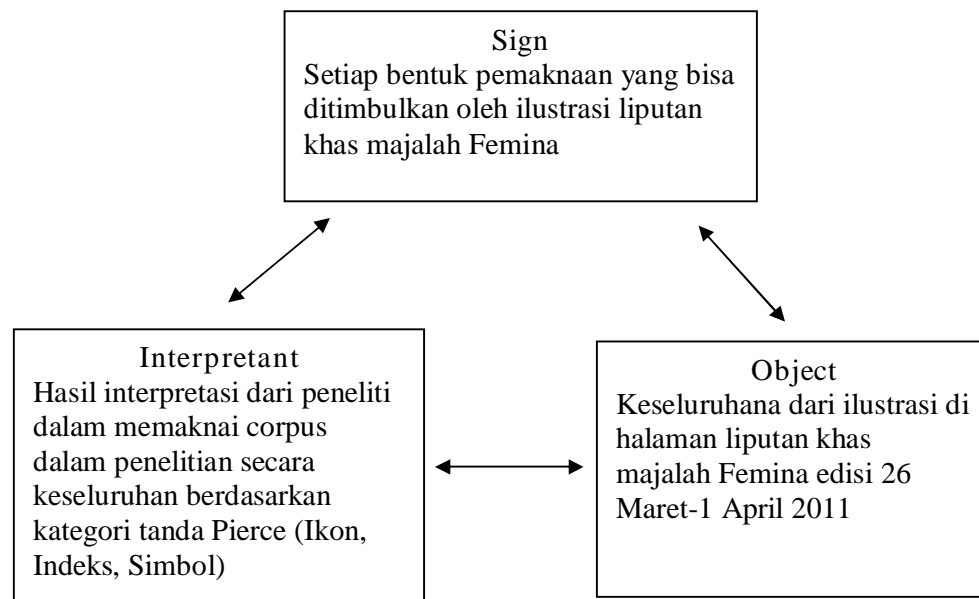 Sign
Setiap bentuk pemaknaan yang bisa
ditimbulkan oleh ilustrasi liputan
khas majalah Femina
Interpretant
Hasil interpretasi dari peneliti
dalam memaknai corpus
dalam penelitian secara
keseluruhan berdasarkan
kategori tanda Pierce (Ikon,
Indeks, Simbol)
Object
Keseluruhana dari ilustrasi di
halaman liputan khas
majalah Femina edisi 26
Maret-1 April 2011